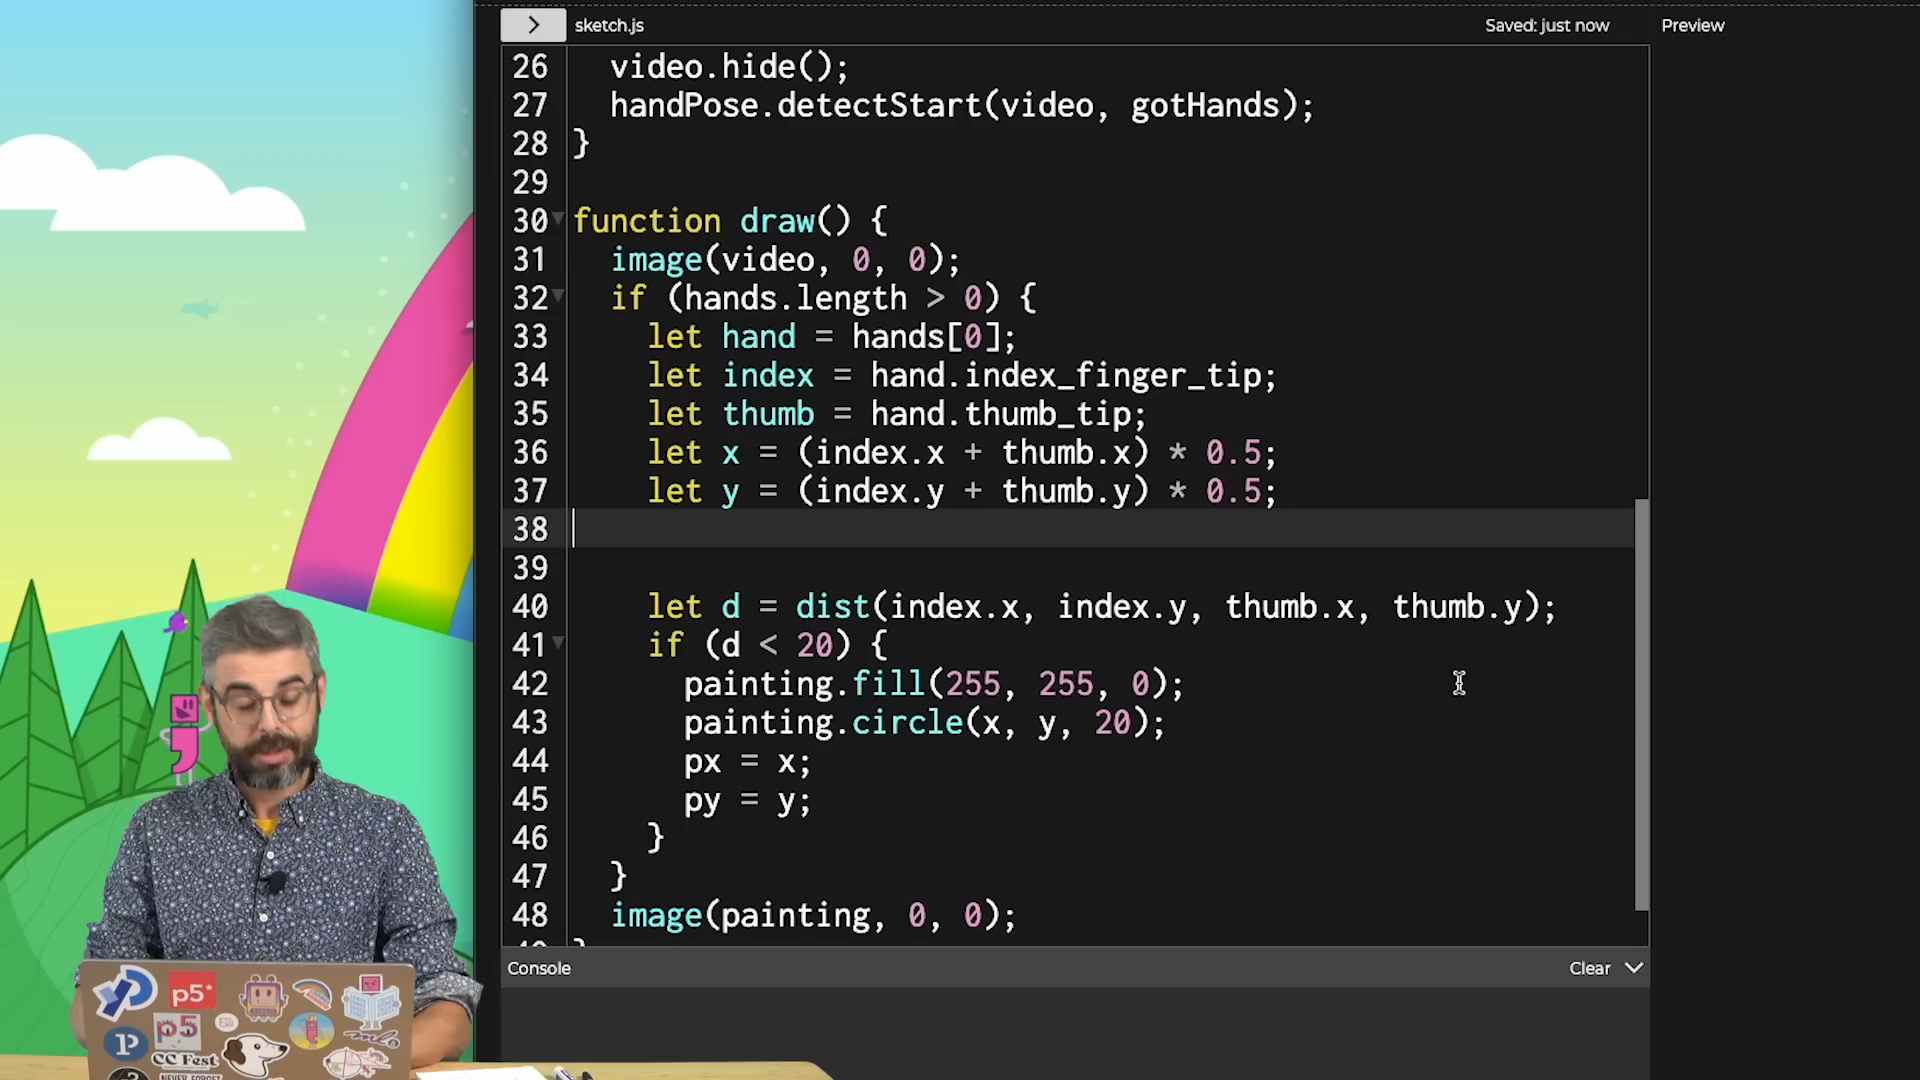 sketch.js
Saved: just now
Preview
26 video.hide();
27 handPose.detectStart(video, gotHands);
28 }
29
30 function draw() {
31 image(video, 0, 0);
32 if (hands.length > 0) {
33 let hand = hands[0];
34 let index = hand.index_finger_tip;
35 let thumb = hand.thumb_tip;
36 let x = (index.x + thumb.x) * 0.5;
37 let y = (index.y + thumb.y) * 0.5;
38
39
40 let d = dist(index.x, index.y, thumb.x, thumb.y);
41 if (d < 20) {
42 painting.fill(255, 255, 0);
43 painting.circle(x, y, 20);
44 px = x;
45 py = y;
46 }
47 }
48 image(painting, 0, 0);
Console
Clear
p5*
p5
CC Fest
NEVER FORGET